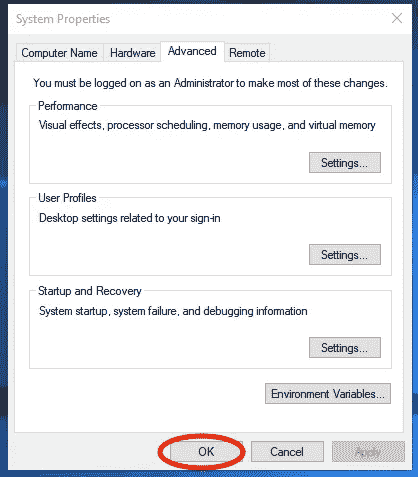 System Properties
Computer Name Hardware Advanced Remote
You must be logged on as an Administrator to make most of these changes.
Performance
Visual effects, processor scheduling, memory usage, and virtual memory
Settings...
User Profiles
Desktop settings related to your sign-in
Settings...
Startup and Recovery
System startup, system failure, and debugging information
Settings...
Environment Variables...
OK Cancel Apply